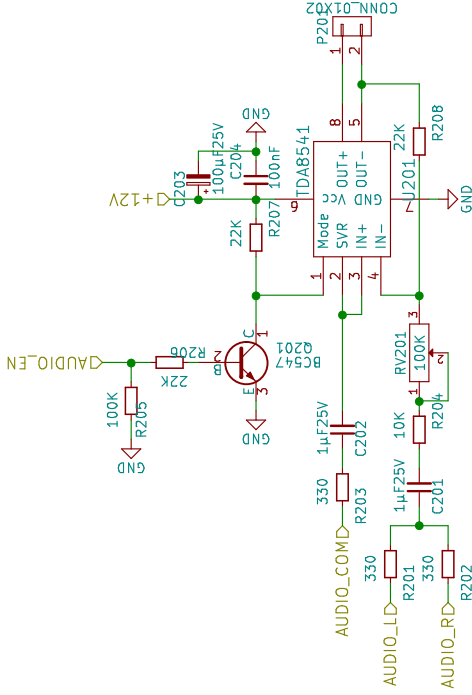 CONN_01X02
P201
1
2
8
5
R208
22K
GND
100µF25V
C204
TDA8541
C203
100nF
OUT+
OUT-
U201
+12V
6
Vcc
GND
7
GND
R207
22K
Mode
SVR
IN+
IN-
1
2
3
4
C
1
3
RV201
100K
2
1
AUDIO_EN
R206
22K
2
B
Q201
BC547
E
3
100K
R205
GND
GND
10K
R204
1µF25V
C202
1µF25V
C201
330
R203
AUDIO_COM
330
R201
330
R202
AUDIO_L
AUDIO_R